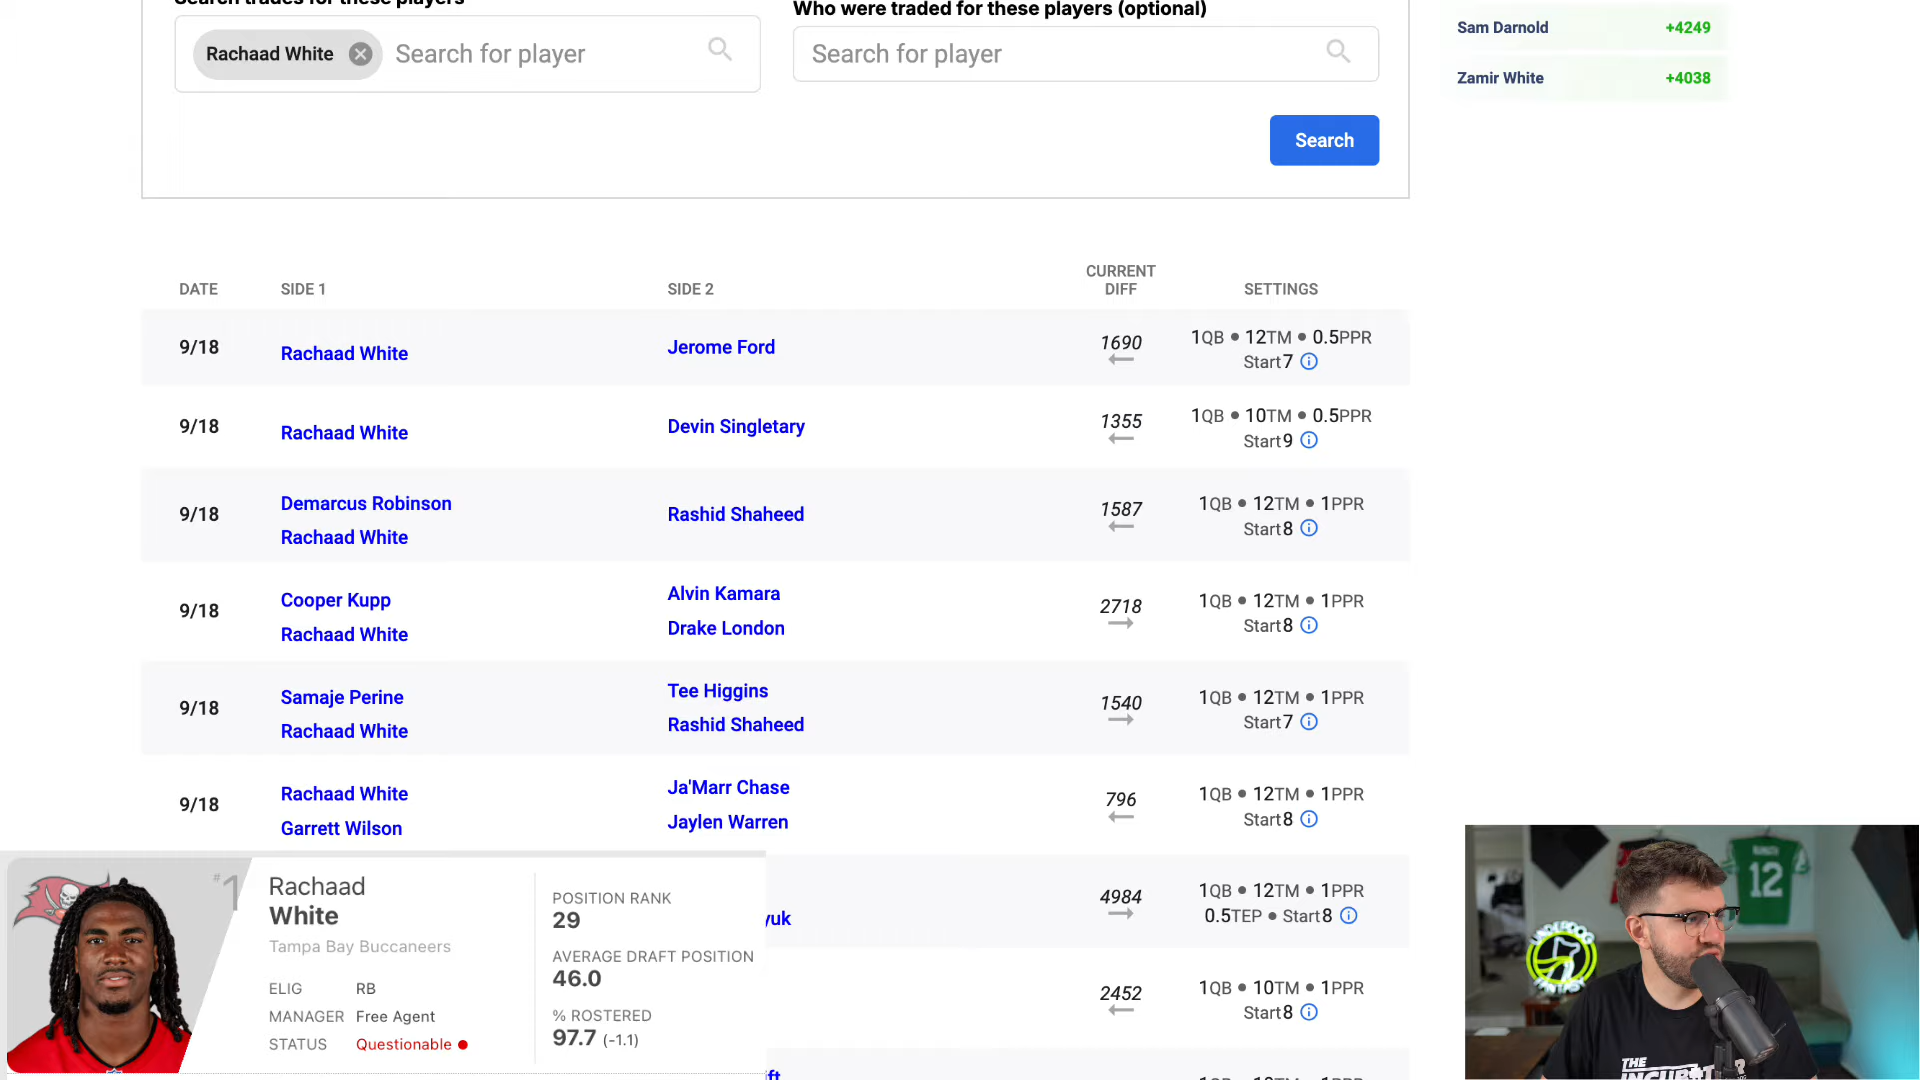 Search trades for these players
Who were traded for these players (optional)
Rachaad White
Search for player
Search for player
Search
Sam Darnold +4249
Zamir White +4038
DATE SIDE 1 SIDE 2 CURRENT DIFF SETTINGS
9/18 Rachaad White Jerome Ford 1690 1QB • 12TM • 0.5PPR
Start7
9/18 Rachaad White Devin Singletary 1355 1QB • 10TM • 0.5PPR
Start9
9/18 Demarcus Robinson Rashid Shaheed 1587 1QB • 12TM • 1PPR
Rachaad White Start8
9/18 Cooper Kupp Alvin Kamara 2718 1QB • 12TM • 1PPR
Rachaad White Drake London Start8
9/18 Samaje Perine Tee Higgins 1540 1QB • 12TM • 1PPR
Rachaad White Rashid Shaheed Start7
9/18 Rachaad White Ja'Marr Chase 796 1QB • 12TM • 1PPR
Garrett Wilson Jaylen Warren Start8
yuk 4984 1QB • 12TM • 1PPR
0.5TEP • Start8
2452 1QB • 10TM • 1PPR
Start8
#1
Rachaad
White
Tampa Bay Buccaneers
ELIG RB
MANAGER Free Agent
STATUS Questionable
POSITION RANK
29
AVERAGE DRAFT POSITION
46.0
% ROSTERED
97.7 (-1.1)
UNDERDOG
FANTASY
12
THE